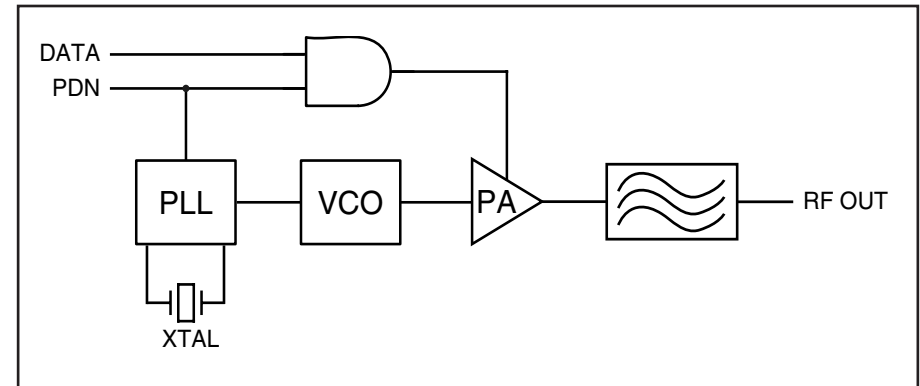 DATA
PDN
PLL
VCO
PA
RF OUT
XTAL